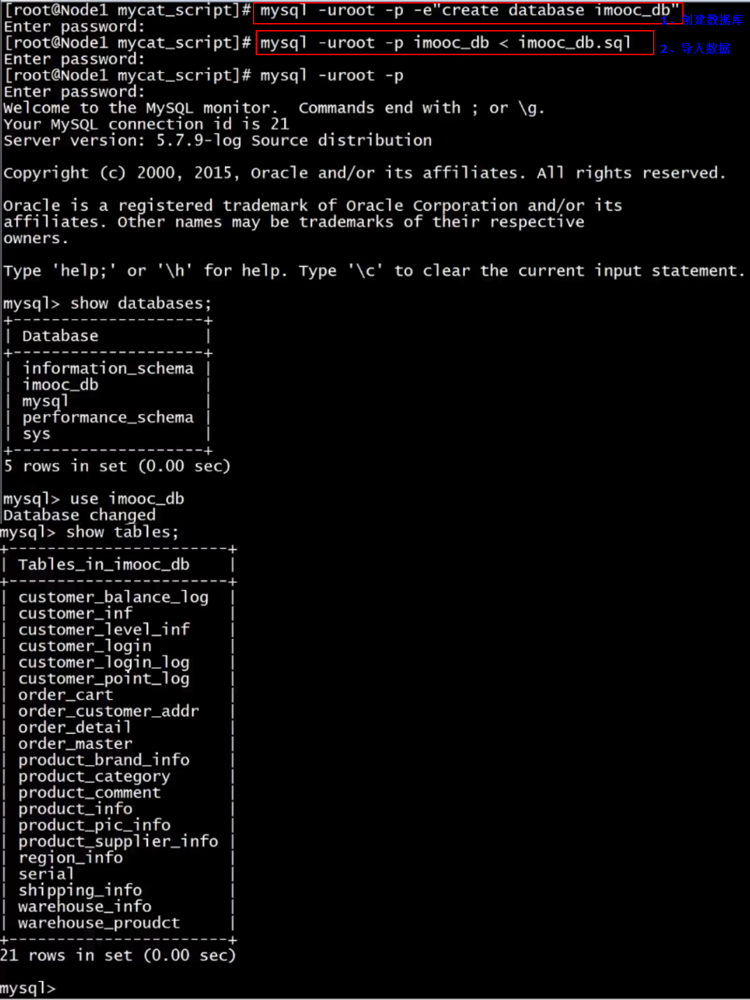 [root@Node1 mycat_script]# mysql -uroot -p -e"create database imooc_db"
1、创建数据库
Enter password:
[root@Node1 mycat_script]# mysql -uroot -p imooc_db < imooc_db.sql
2、导入数据
Enter password:
[root@Node1 mycat_script]# mysql -uroot -p
Enter password:
Welcome to the MySQL monitor.  Commands end with ; or \g.
Your MySQL connection id is 21
Server version: 5.7.9-log Source distribution
Copyright (c) 2000, 2015, Oracle and/or its affiliates. All rights reserved.
Oracle is a registered trademark of Oracle Corporation and/or its
affiliates. Other names may be trademarks of their respective
owners.
Type 'help;' or '\h' for help. Type '\c' to clear the current input statement.
mysql> show databases;
+--------------------+
| Database           |
+--------------------+
| information_schema |
| imooc_db           |
| mysql              |
| performance_schema |
| sys                |
+--------------------+
5 rows in set (0.00 sec)
mysql> use imooc_db
Database changed
mysql> show tables;
+-----------------------+
| Tables_in_imooc_db    |
+-----------------------+
| customer_balance_log  |
| customer_inf          |
| customer_level_inf    |
| customer_login        |
| customer_login_log    |
| customer_point_log    |
| order_cart            |
| order_customer_addr   |
| order_detail          |
| order_master          |
| product_brand_info    |
| product_category      |
| product_comment       |
| product_info          |
| product_pic_info      |
| product_supplier_info |
| region_info           |
| serial                |
| shipping_info         |
| warehouse_info        |
| warehouse_proudct     |
+-----------------------+
21 rows in set (0.00 sec)
mysql>